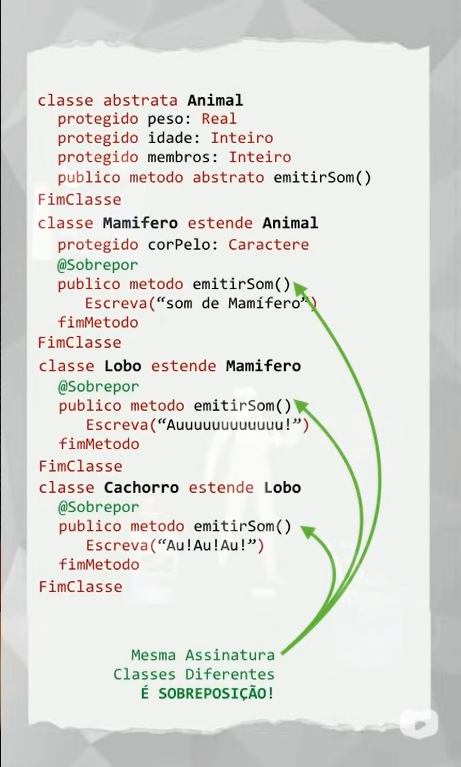 classe abstrata Animal
protegido peso: Real
protegido idade: Inteiro
protegido membros: Inteiro
publico metodo abstrato emitirSom()
FimClasse
classe Mamifero estende Animal
protegido corPelo: Caractere
@Sobrepor
publico metodo emitirSom()
Escreva(“som de Mamífero”)
fimMetodo
FimClasse
classe Lobo estende Mamifero
@Sobrepor
publico metodo emitirSom()
Escreva(“Auuuuuuuuuuuu!”)
fimMetodo
FimClasse
classe Cachorro estende Lobo
@Sobrepor
publico metodo emitirSom()
Escreva(“Au!Au!Au!”)
fimMetodo
FimClasse
Mesma Assinatura
Classes Diferentes
É SOBREPOSIÇÃO!